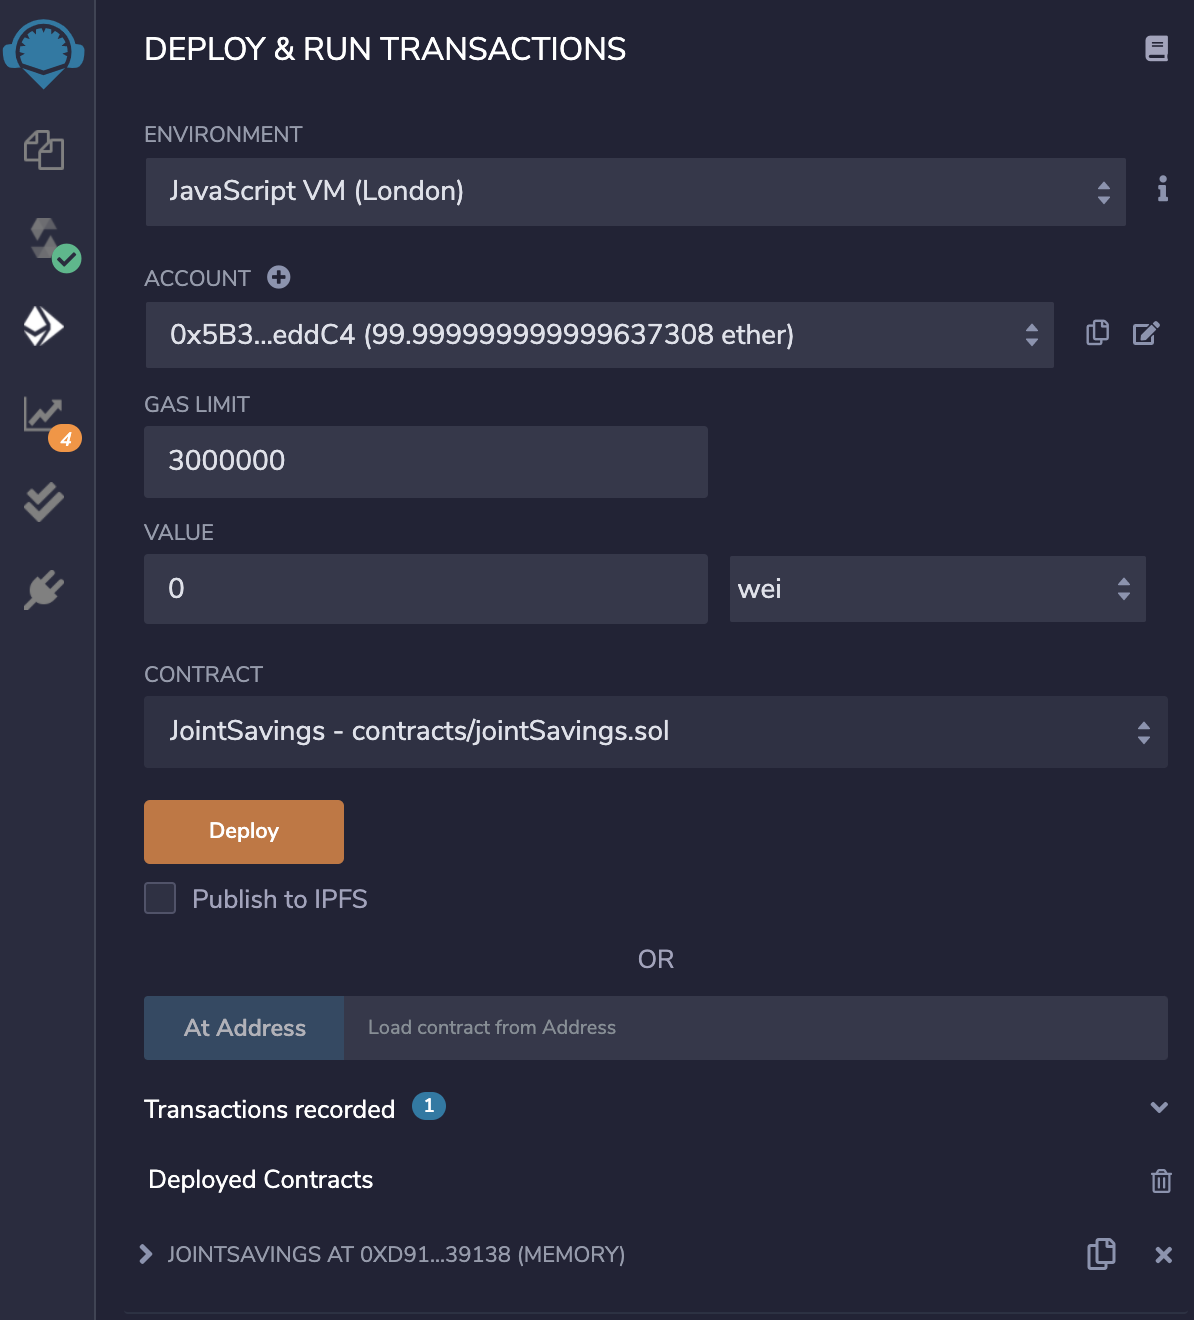 DEPLOY & RUN TRANSACTIONS
ENVIRONMENT
JavaScript VM (London)
ACCOUNT
0x5B3...eddC4 (99.999999999999637308 ether)
GAS LIMIT
3000000
VALUE
0
wei
CONTRACT
JointSavings - contracts/jointSavings.sol
Deploy
Publish to IPFS
OR
At Address
Load contract from Address
Transactions recorded 1
Deployed Contracts
JOINTSAVINGS AT 0XD91...39138 (MEMORY)
4